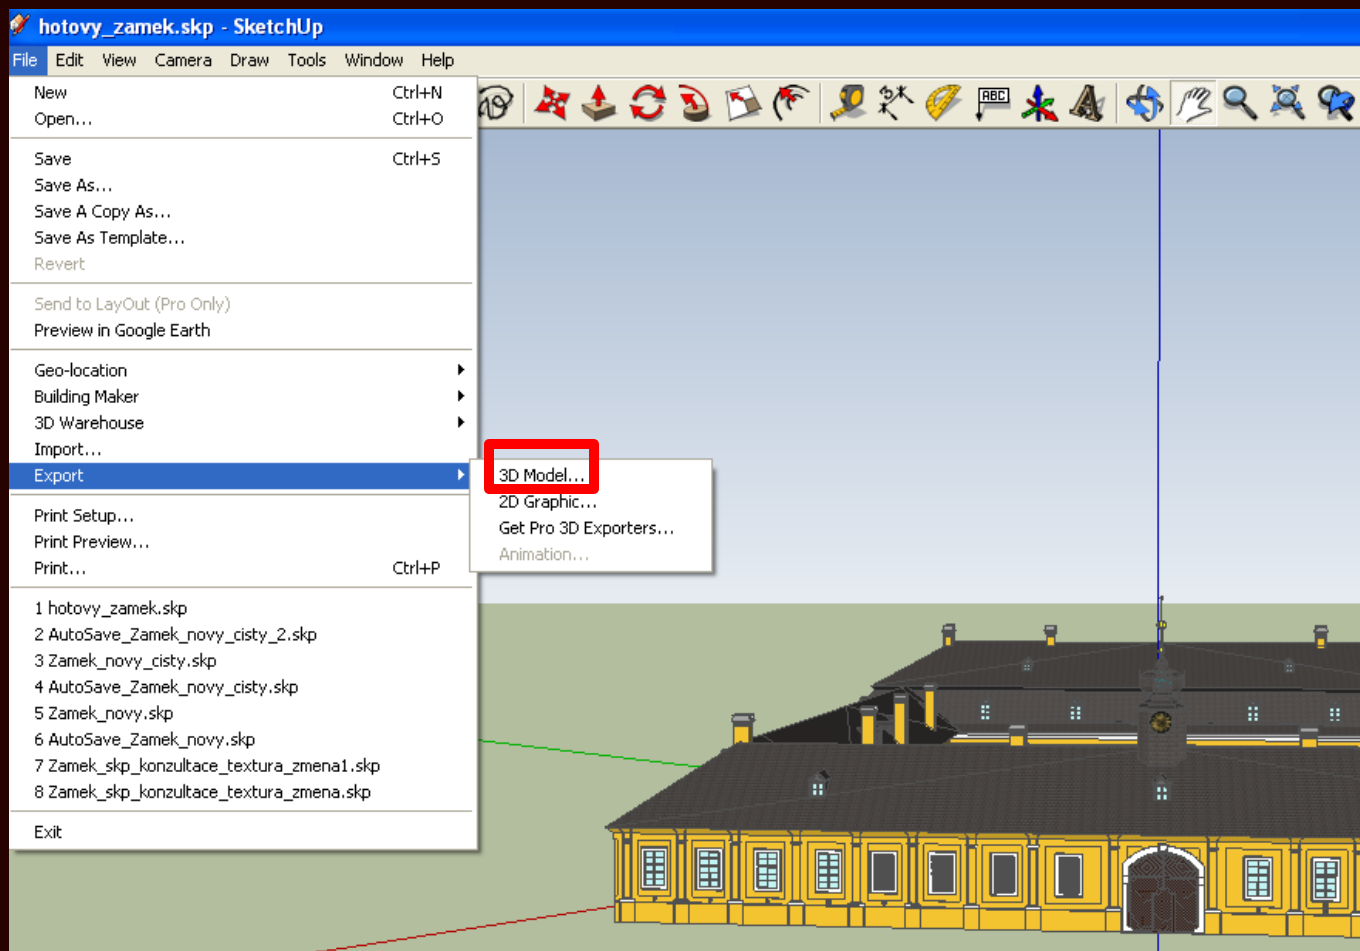 hotovy_zamek.skp - SketchUp
File Edit View Camera Draw Tools Window Help
New Ctrl+N
Open... Ctrl+O
Save Ctrl+S
Save As...
Save A Copy As...
Save As Template...
Revert
Send to LayOut (Pro Only)
Preview in Google Earth
Geo-location
Building Maker
3D Warehouse
Import...
Export
3D Model...
2D Graphic...
Get Pro 3D Exporters...
Animation...
Print Setup...
Print Preview...
Print... Ctrl+P
1 hotovy_zamek.skp
2 AutoSave_Zamek_novy_cisty_2.skp
3 Zamek_novy_cisty.skp
4 AutoSave_Zamek_novy_cisty.skp
5 Zamek_novy.skp
6 AutoSave_Zamek_novy.skp
7 Zamek_skp_konzultace_textura_zmena1.skp
8 Zamek_skp_konzultace_textura_zmena.skp
Exit
ABC